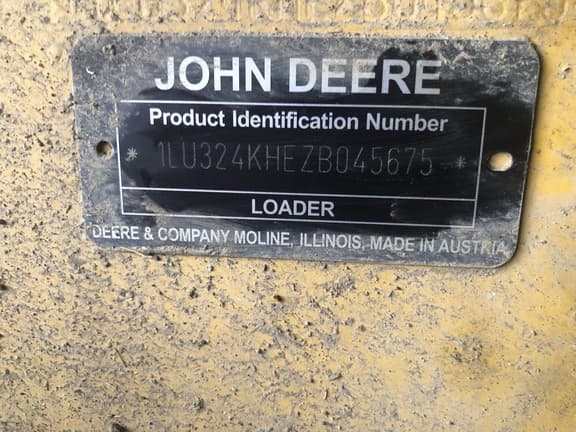 JOHN DEERE
Product Identification Number
* 1LU324KHEZB045675 *
LOADER
DEERE & COMPANY MOLINE, ILLINOIS, MADE IN AUSTRIA